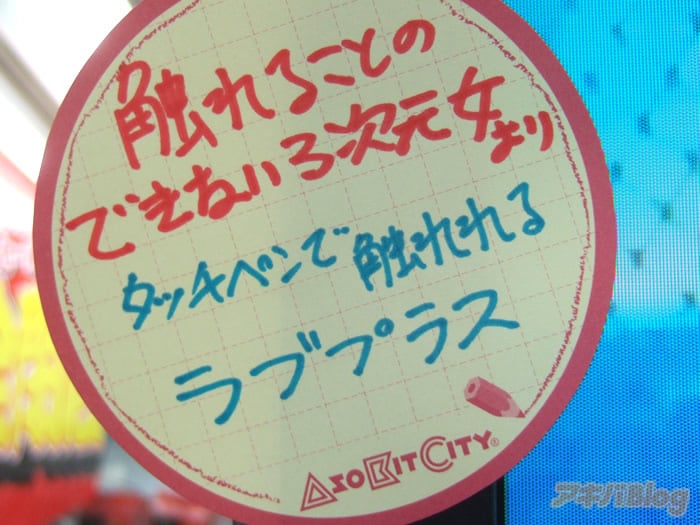 触れることの
できない3次元女より
タッチペンで触れれる
ラブプラス
ASOBITCITY®
アキバBlog